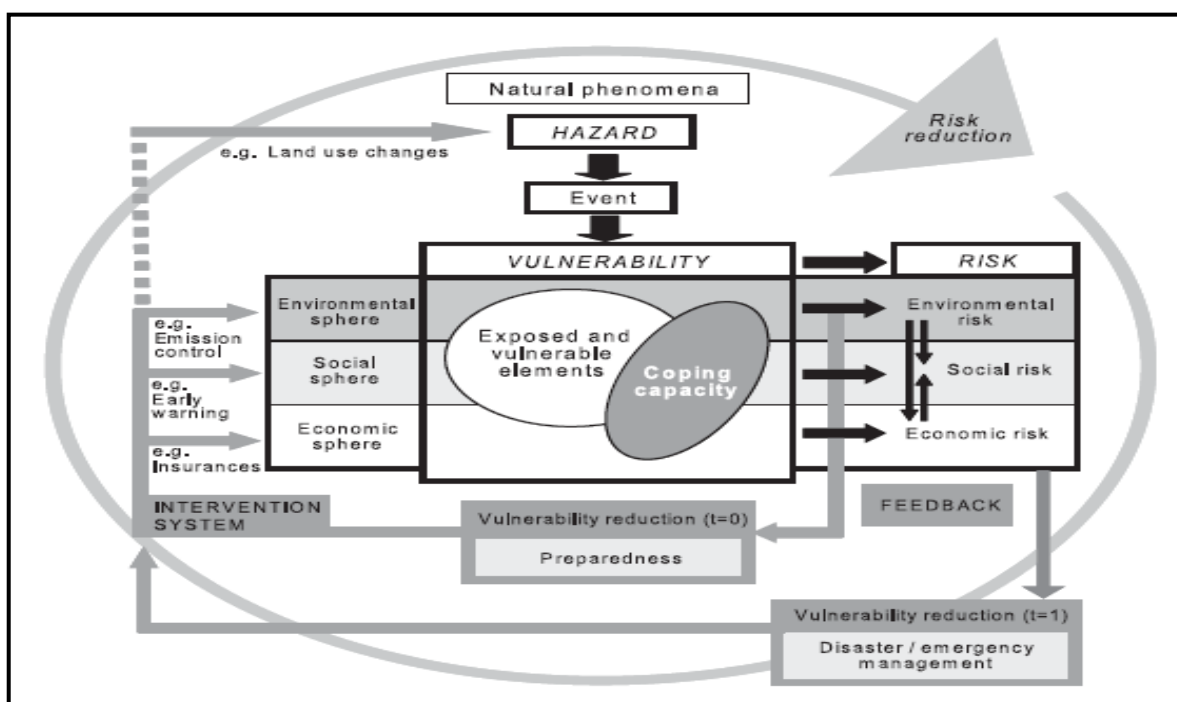 Natural phenomena
HAZARD
Risk
reduction
e.g. Land use changes
Event
VULNERABILITY
RISK
Environmental
sphere
Exposed and
vulnerable
elements
Environmental
risk
e.g.
Emission
control
Social
sphere
Coping
capacity
Social risk
e.g.
Early
warning
Economic
sphere
Economic risk
e.g.
Insurances
INTERVENTION
SYSTEM
Vulnerability reduction (t=0)
Preparedness
FEEDBACK
Vulnerability reduction (t=1)
Disaster / emergency
management